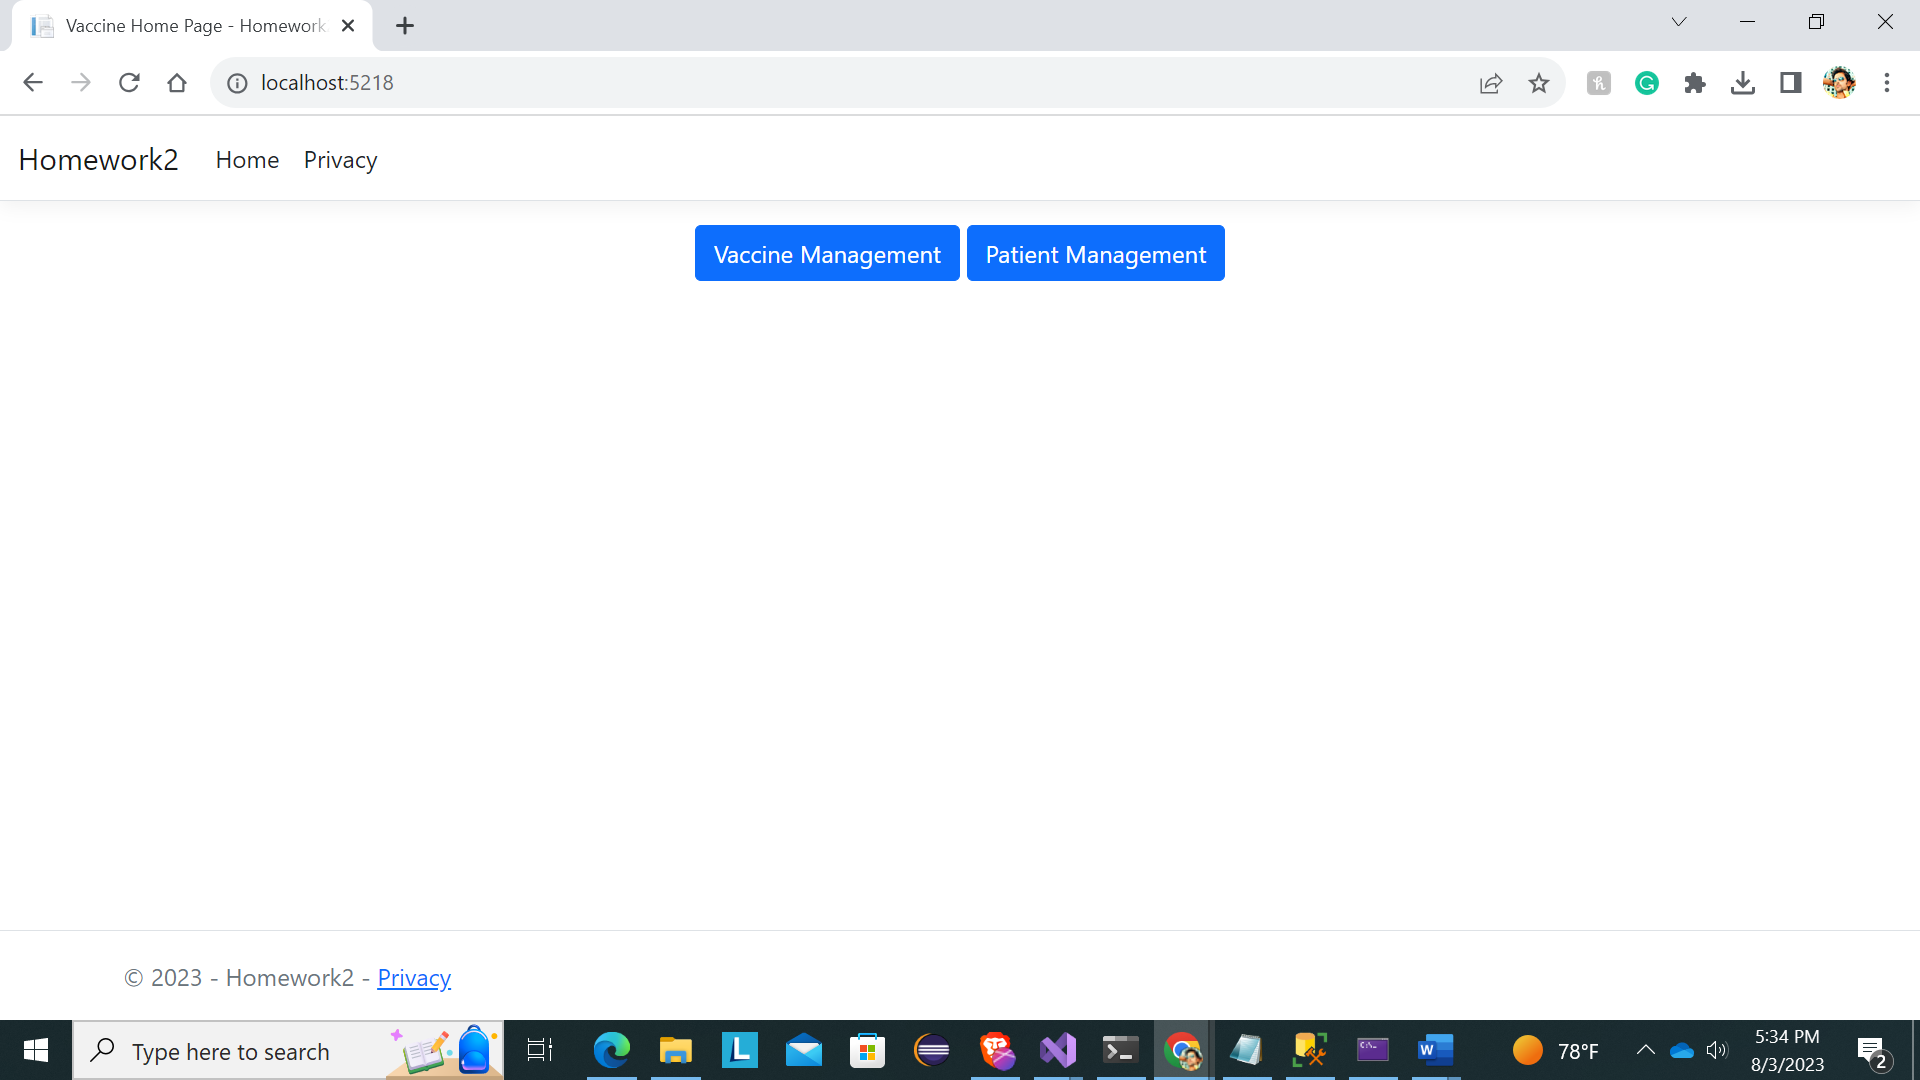 Vaccine Home Page - Homework
localhost:5218
Homework2 Home Privacy
Vaccine Management Patient Management
© 2023 - Homework2 - Privacy
Type here to search
L
W
78°F
5:34 PM
8/3/2023
2